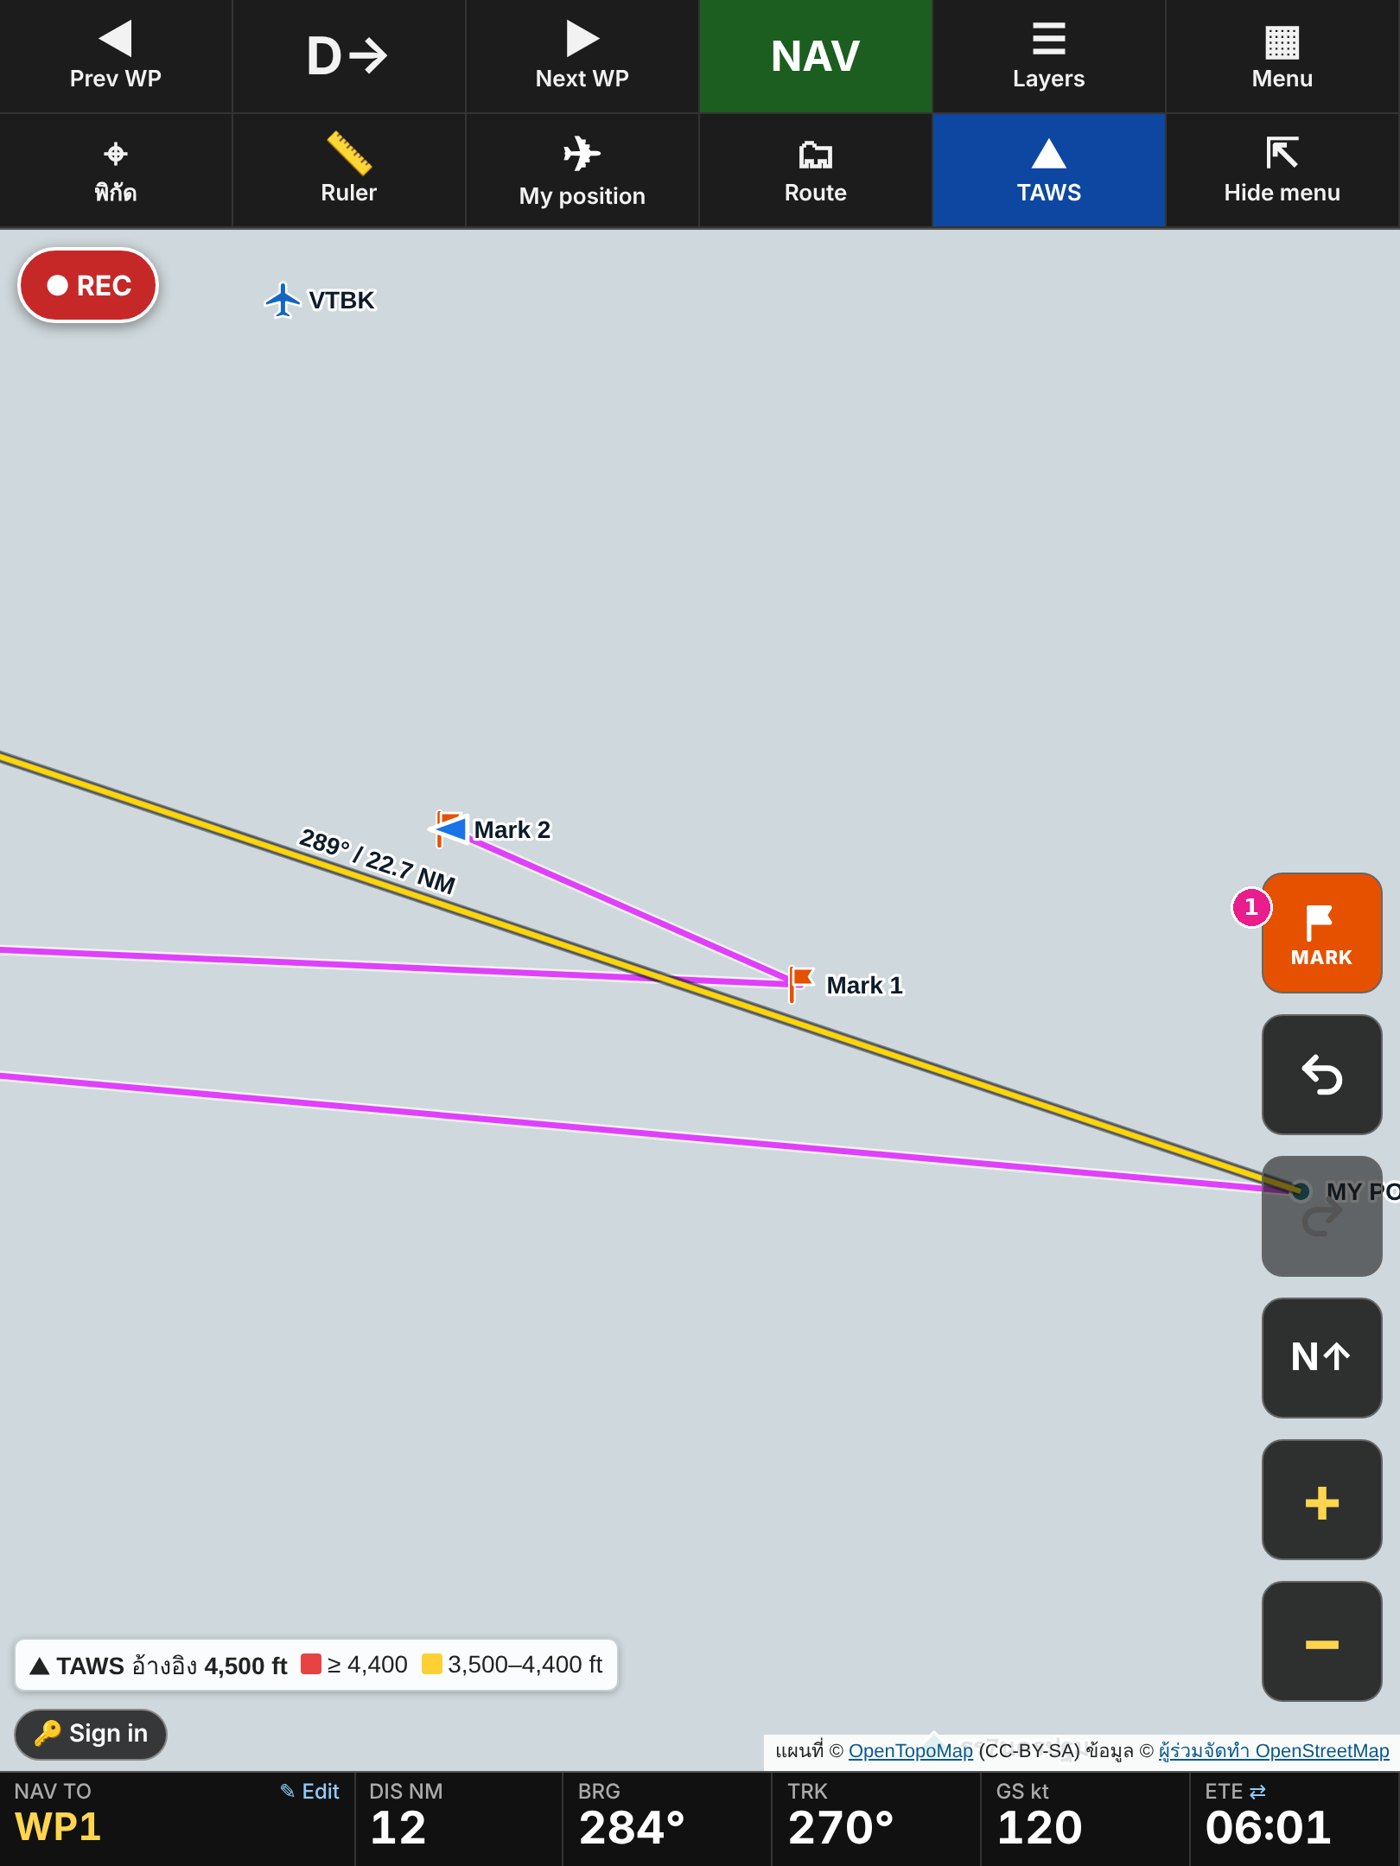 Prev WP
D→
Next WP
NAV
Layers
Menu
พิกัด
Ruler
My position
Route
TAWS
Hide menu
REC
VTBK
Mark 2
289° / 22.7 NM
1
MARK
Mark 1
MY PO
N↑
+
−
▲ TAWS อ้างอิง 4,500 ft ≥ 4,400 3,500–4,400 ft
Sign in
แผนที่ © OpenTopoMap (CC-BY-SA) ข้อมูล © ผู้ร่วมจัดทำ OpenStreetMap
NAV TO ✎ Edit DIS NM BRG TRK GS kt ETE ⇄
WP1 12 284° 270° 120 06:01